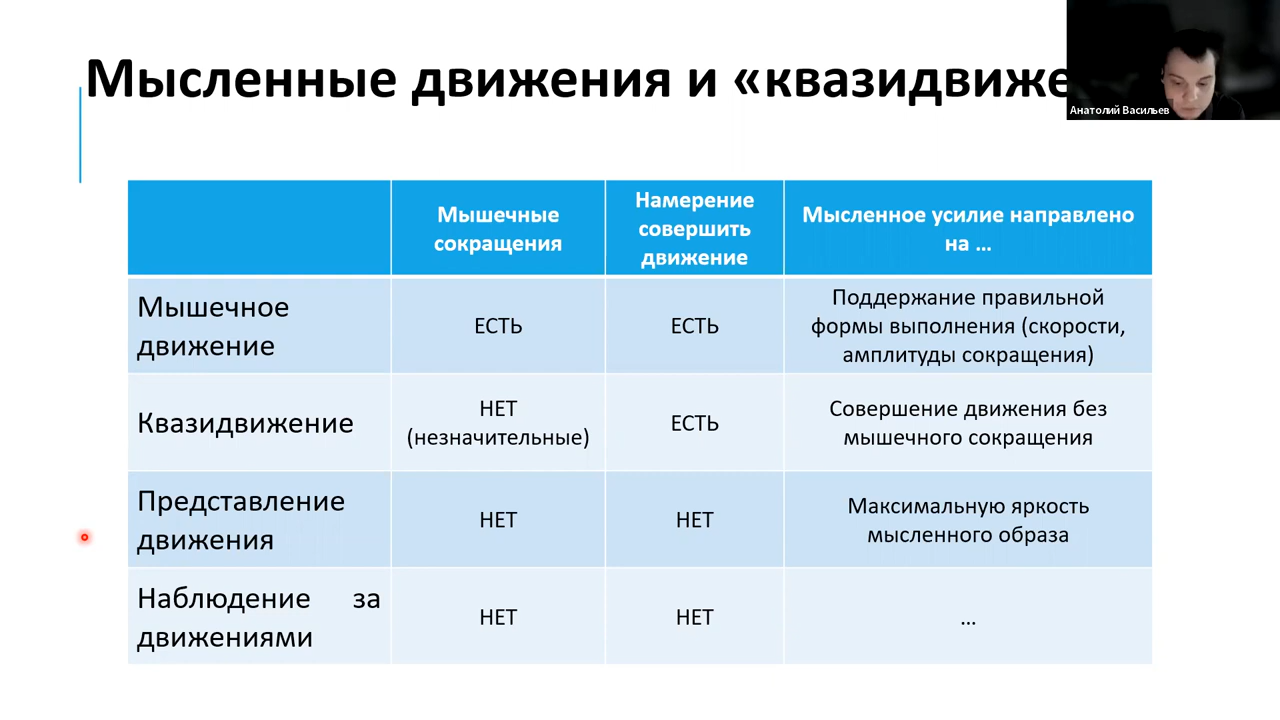 Мысленные движения и «квазидвиже
Анатолий Васильев
Мышечные
сокращения
Намерение
совершить
движение
Мысленное усилие направлено
на …
Мышечное
движение
ЕСТЬ
ЕСТЬ
Поддержание правильной
формы выполнения (скорости,
амплитуды сокращения)
Квазидвижение
НЕТ
(незначительные)
ЕСТЬ
Совершение движения без
мышечного сокращения
Представление
движения
НЕТ
НЕТ
Максимальную яркость
мысленного образа
Наблюдение за
движениями
НЕТ
НЕТ
…